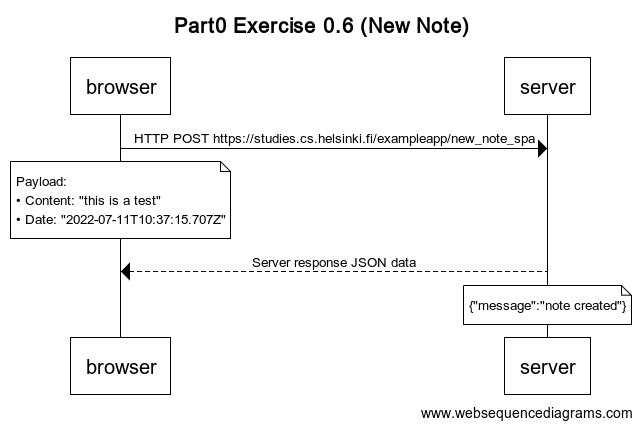 Part0 Exercise 0.6 (New Note)
browser
server
HTTP POST https://studies.cs.helsinki.fi/exampleapp/new_note_spa
Payload:
• Content: "this is a test"
• Date: "2022-07-11T10:37:15.707Z"
Server response JSON data
{"message":"note created"}
browser
server
www.websequencediagrams.com